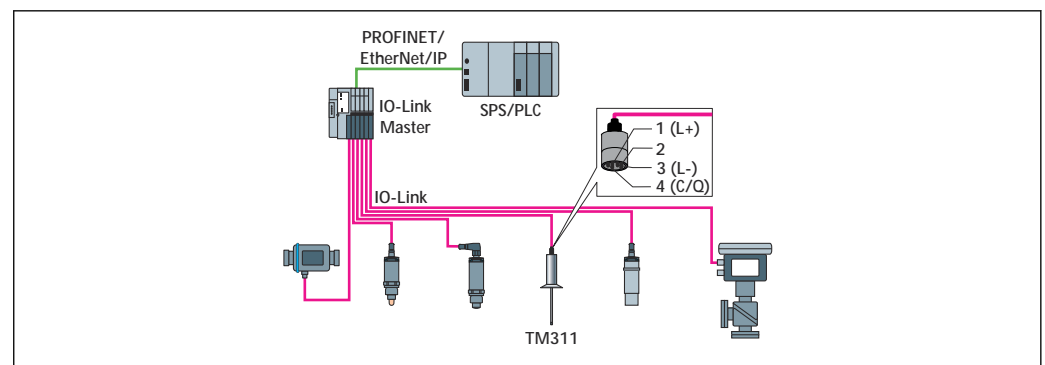 PROFINET/
EtherNet/IP
IO-Link
Master
SPS/PLC
1 (L+)
2
3 (L-)
4 (C/Q)
IO-Link
TM311